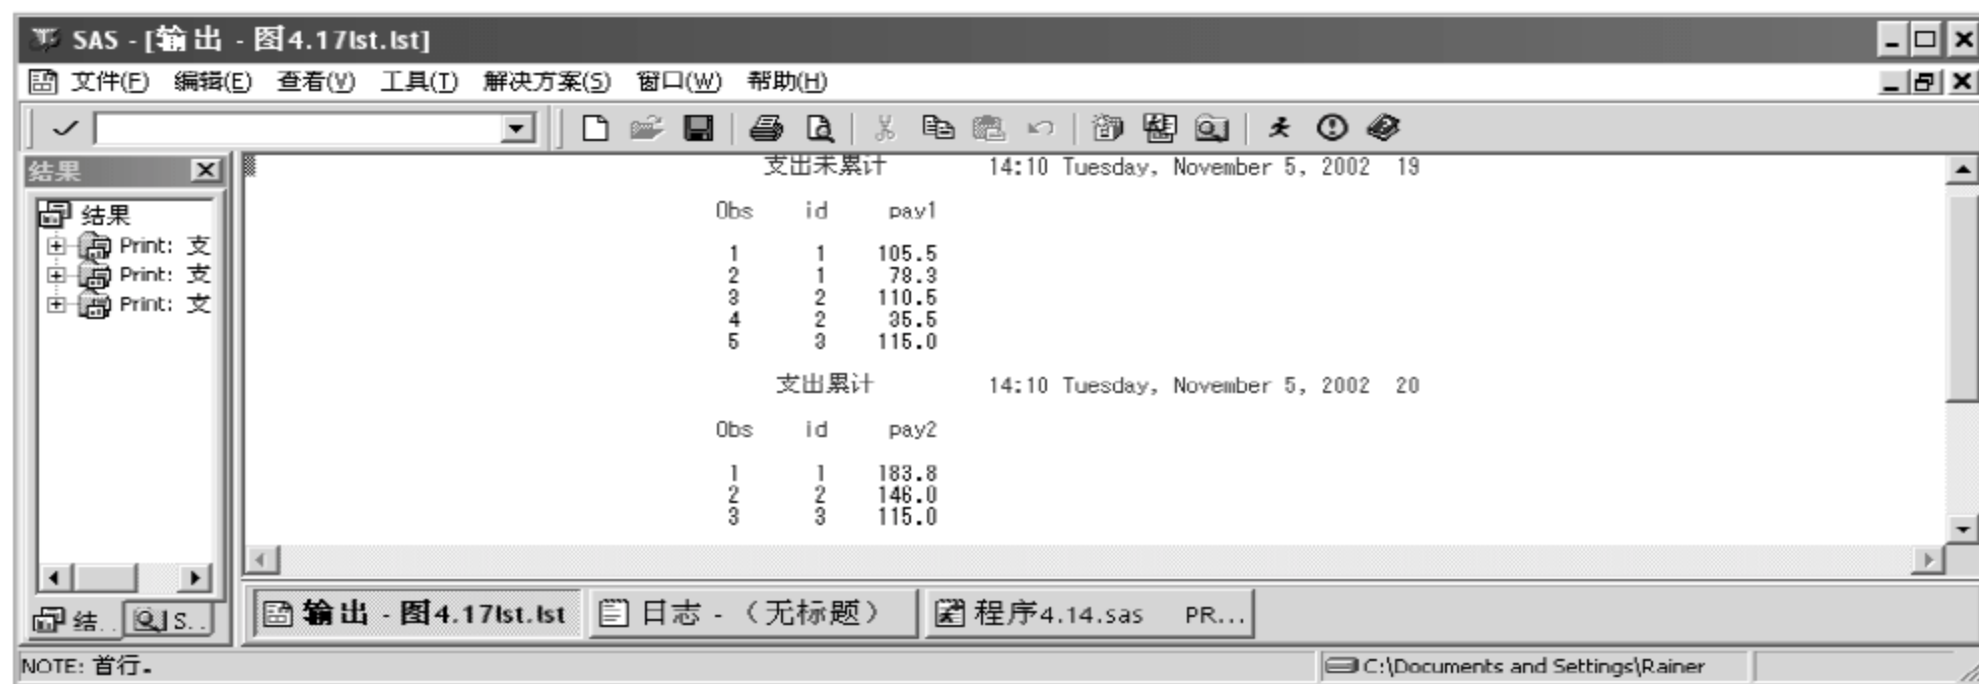 SAS - [输出 - 图4.17lst.lst]
文件(F) 编辑(E) 查看(V) 工具(T) 解决方案(S) 窗口(W) 帮助(H)
结果
结果
Print: 支
Print: 支
Print: 支
支出未累计 14:10 Tuesday, November 5, 2002 19
Obs id pay1
1 1 105.5
2 1 78.3
3 2 110.5
4 2 35.5
5 3 115.0
支出累计 14:10 Tuesday, November 5, 2002 20
Obs id pay2
1 1 183.8
2 2 146.0
3 3 115.0
结.. S..
输出 - 图4.17lst.lst 日志 - （无标题） 程序4.14.sas PR...
NOTE: 首行。 C:\Documents and Settings\Rainer